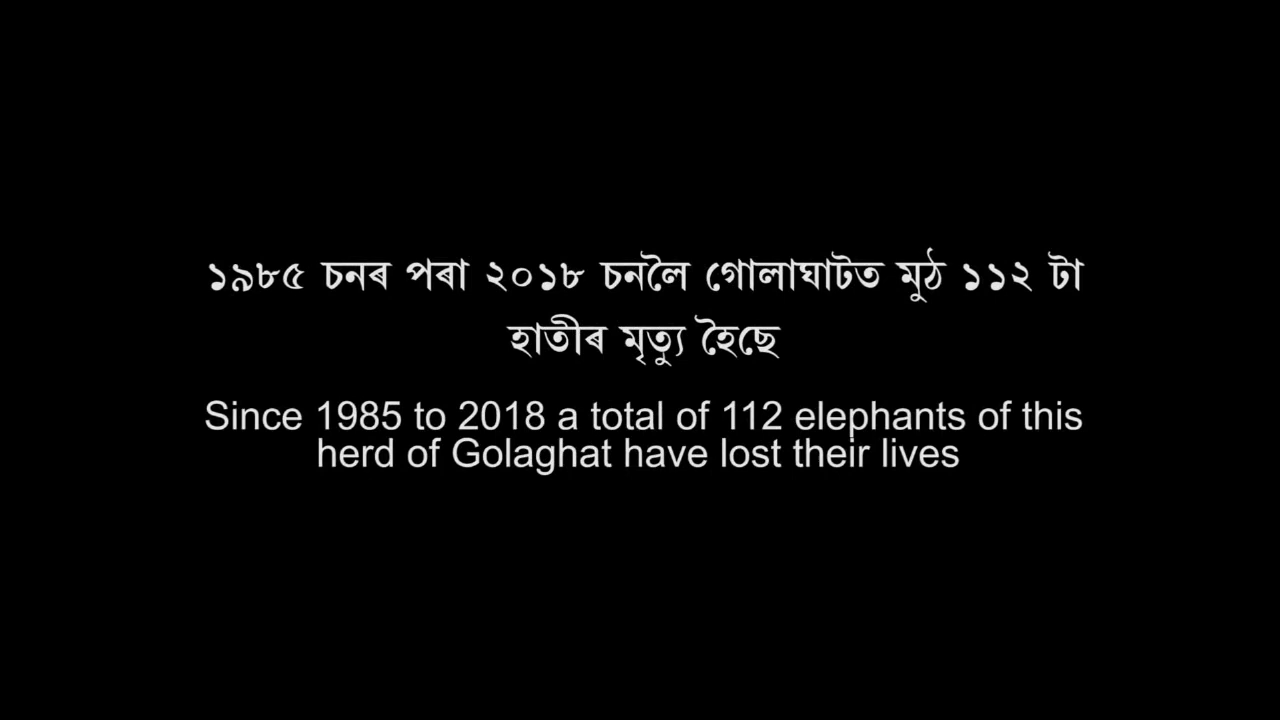 ১৯৮৫ চনৰ পৰা ২০১৮ চনলৈ গোলাঘাটত মুঠ ১১২ টা
হাতীৰ মৃত্যু হৈছে
Since 1985 to 2018 a total of 112 elephants of this
herd of Golaghat have lost their lives